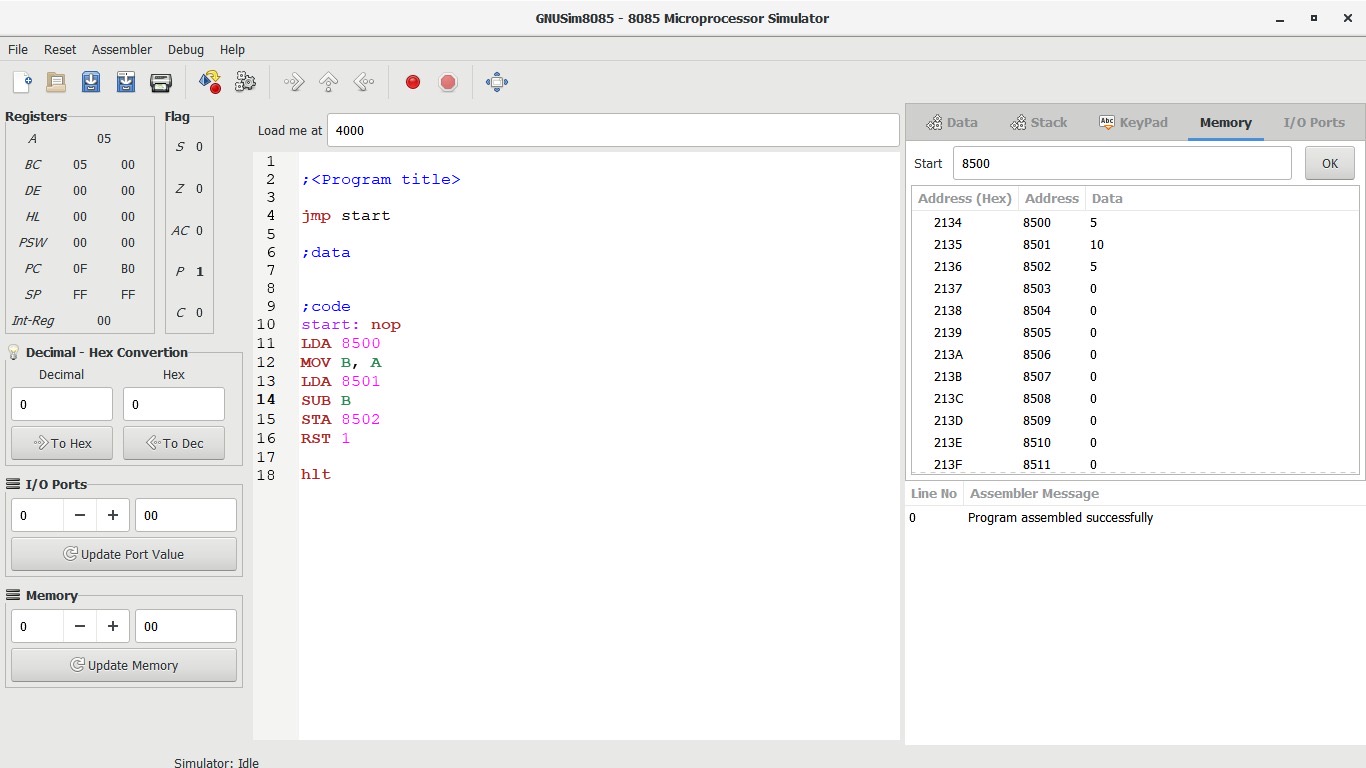 GNUSim8085 - 8085 Microprocessor Simulator
File Reset Assembler Debug Help
Registers
A 05
BC 05 00
DE 00 00
HL 00 00
PSW 00 00
PC 0F B0
SP FF FF
Int-Reg 00
Flag
S 0
Z 0
AC 0
P 1
C 0
Decimal - Hex Convertion
Decimal Hex
0 0
To Hex To Dec
I/O Ports
0 − + 00
Update Port Value
Memory
0 − + 00
Update Memory
Load me at 4000
1
2 ;<Program title>
3
4 jmp start
5
6 ;data
7
8
9 ;code
10 start: nop
11 LDA 8500
12 MOV B, A
13 LDA 8501
14 SUB B
15 STA 8502
16 RST 1
17
18 hlt
Data Stack Abc KeyPad Memory I/O Ports
Start 8500 OK
Address (Hex) Address Data
2134 8500 5
2135 8501 10
2136 8502 5
2137 8503 0
2138 8504 0
2139 8505 0
213A 8506 0
213B 8507 0
213C 8508 0
213D 8509 0
213E 8510 0
213F 8511 0
Line No Assembler Message
0 Program assembled successfully
Simulator: Idle